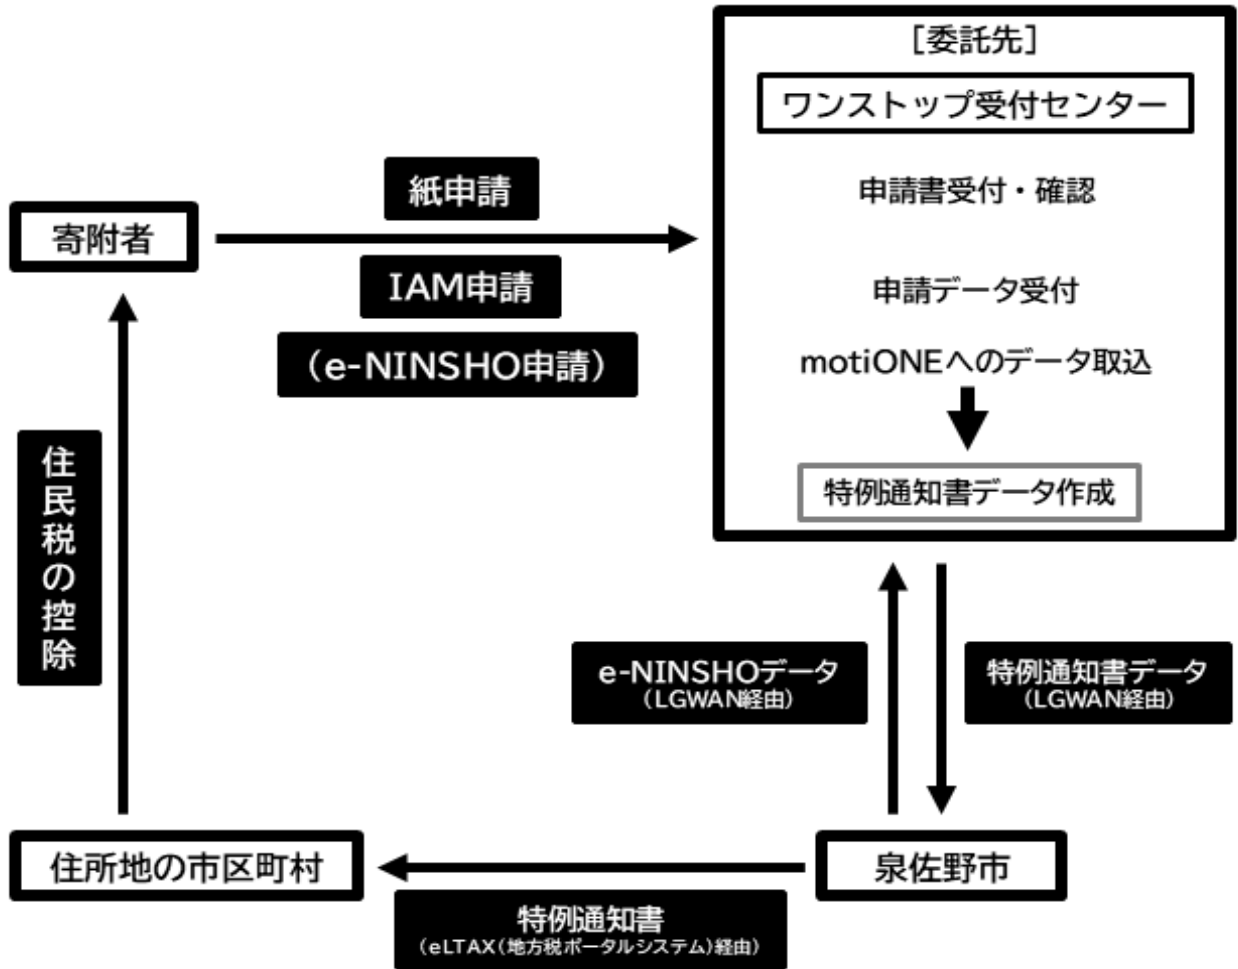 ［委託先］
ワンストップ受付センター
申請書受付・確認
申請データ受付
motiONEへのデータ取込
特例通知書データ作成
寄附者
紙申請
IAM申請
（e-NINSHO申請）
住民税の控除
e-NINSHOデータ
（LGWAN経由）
特例通知書データ
（LGWAN経由）
住所地の市区町村
泉佐野市
特例通知書
（eLTAX（地方税ポータルシステム）経由）